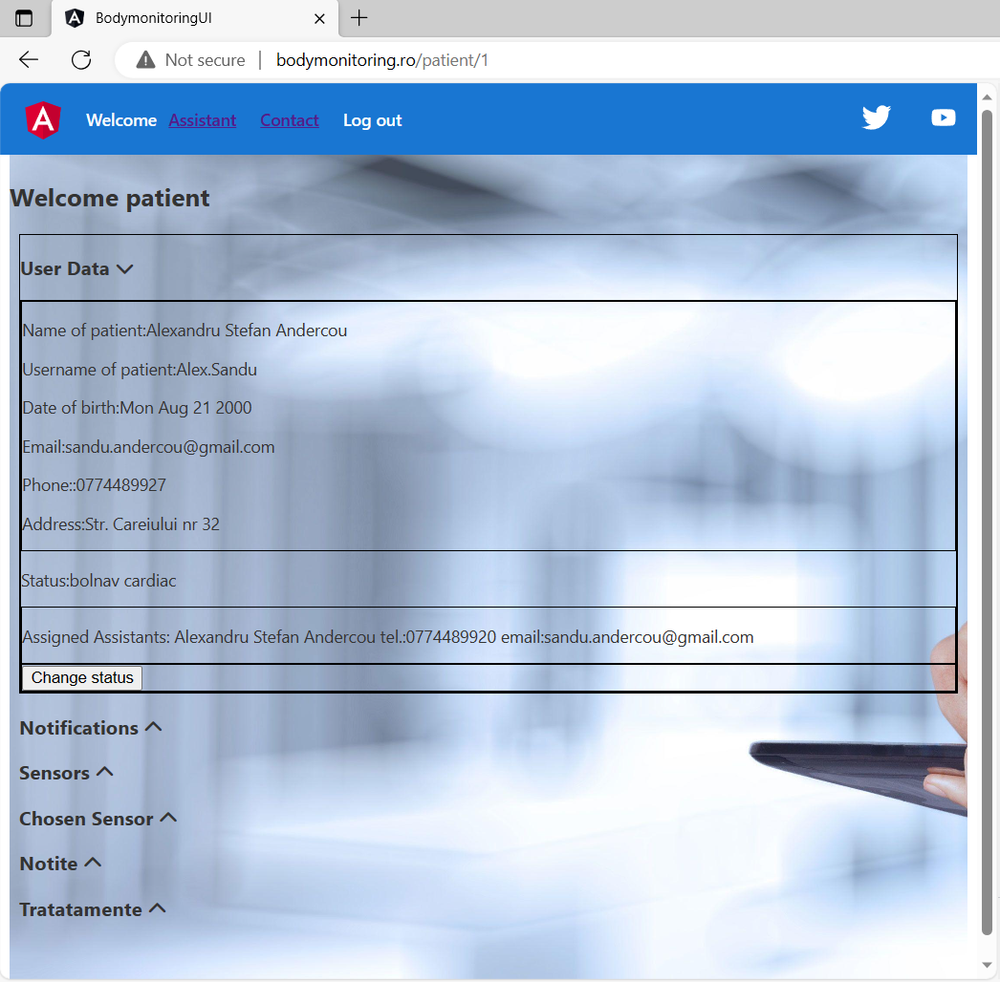 BodymonitoringUI
Not secure | bodymonitoring.ro/patient/1
A Welcome Assistant Contact Log out
Welcome patient
User Data
Name of patient:Alexandru Stefan Andercou
Username of patient:Alex.Sandu
Date of birth:Mon Aug 21 2000
Email:sandu.andercou@gmail.com
Phone::0774489927
Address:Str. Careiului nr 32
Status:bolnav cardiac
Assigned Assistants: Alexandru Stefan Andercou tel.:0774489920 email:sandu.andercou@gmail.com
Change status
Notifications
Sensors
Chosen Sensor
Notite
Tratatamente